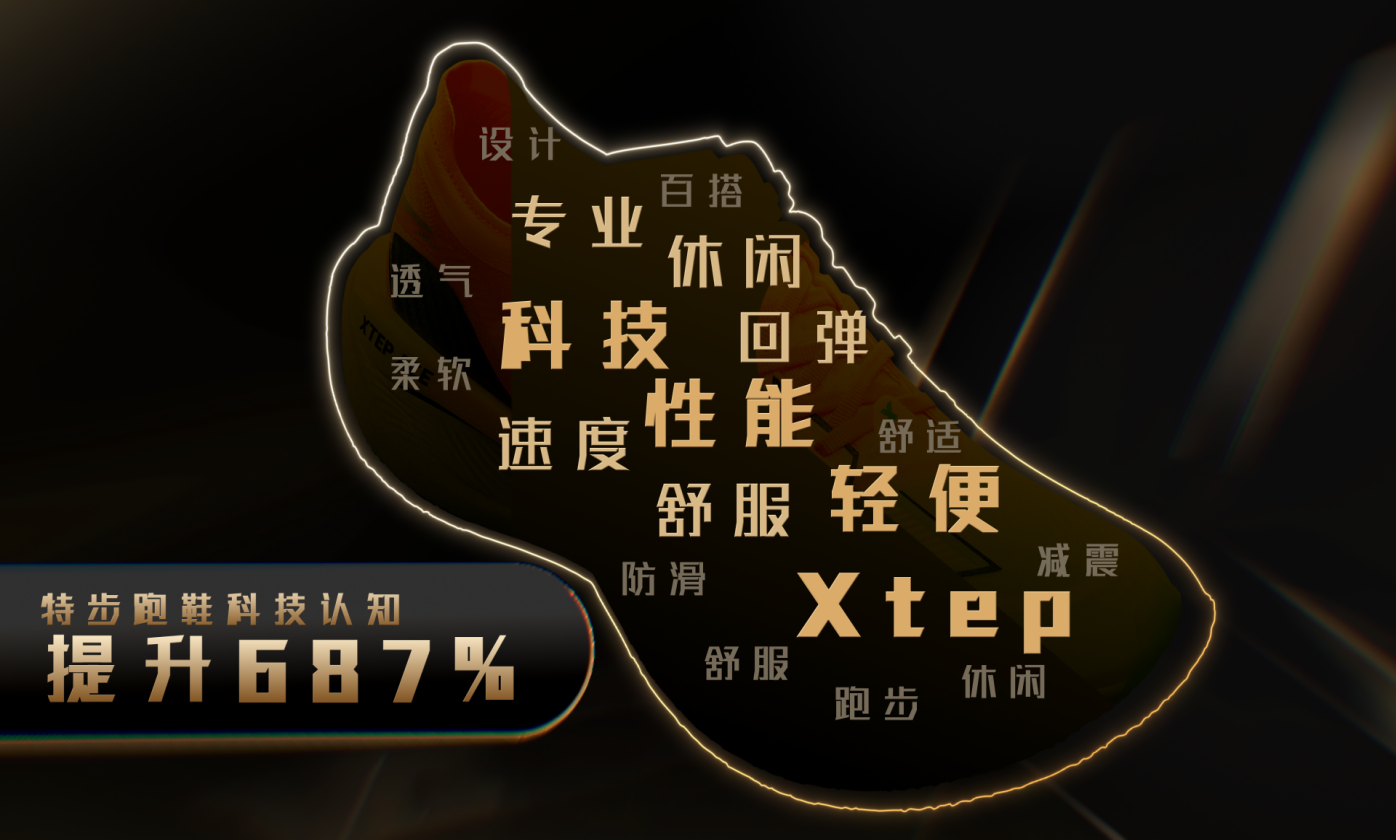 设计
百搭
专业
休闲
透气
科技
回弹
XTEP
柔软
性能
速度
舒适
轻便
舒服
减震
防滑
Xtep
特步跑鞋科技认知
提升687%
舒服
休闲
跑步